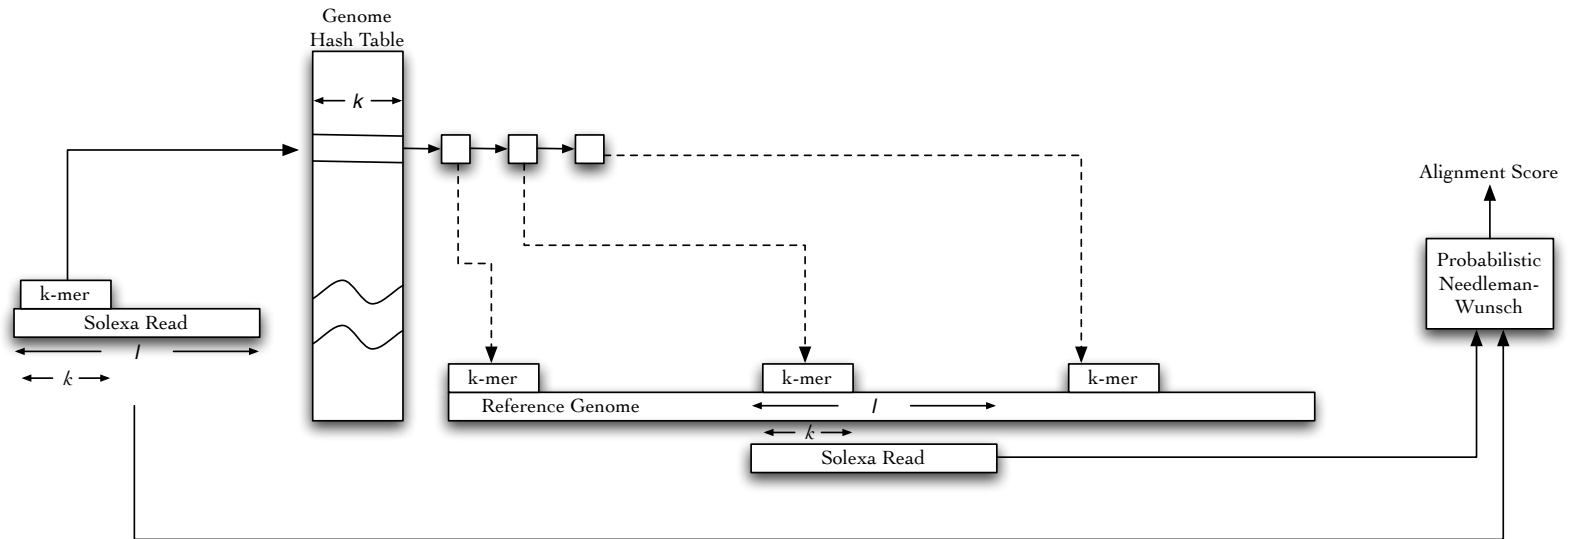 Genome
Hash Table
k
Alignment Score
Probabilistic
Needleman-
Wunsch
k-mer
Solexa Read
l
k
k-mer
k-mer
k-mer
Reference Genome
l
k
Solexa Read